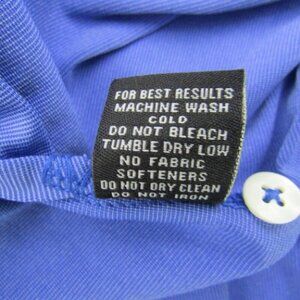 FOR BEST RESULTS
MACHINE WASH
COLD
DO NOT BLEACH
TUMBLE DRY LOW
NO FABRIC
SOFTENERS
DO NOT DRY CLEAN
DO NOT IRON